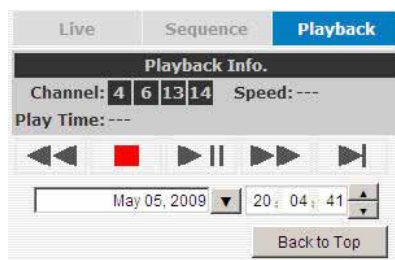 Live Sequence Playback
Playback Info.
Channel: 4 6 13 14 Speed: ---
Play Time: ---
May 05, 2009 20: 04: 41
Back to Top